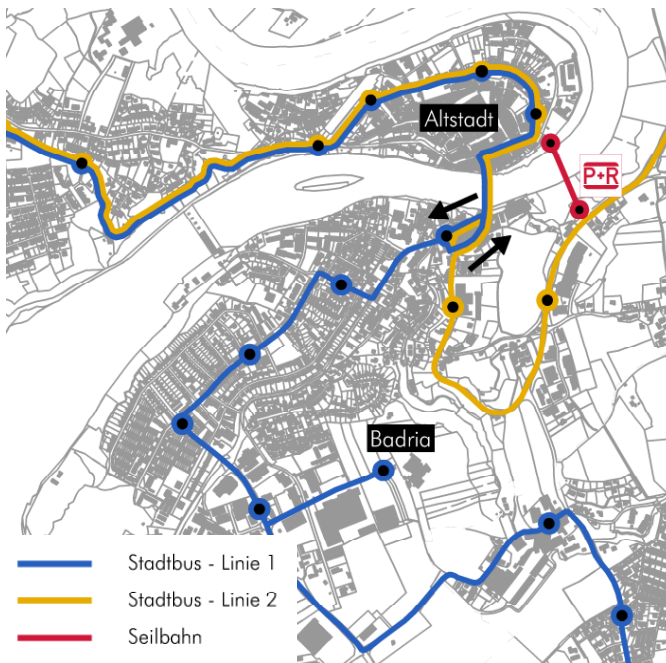 Altstadt
P+R
Badria
Stadtbus - Linie 1
Stadtbus - Linie 2
Seilbahn